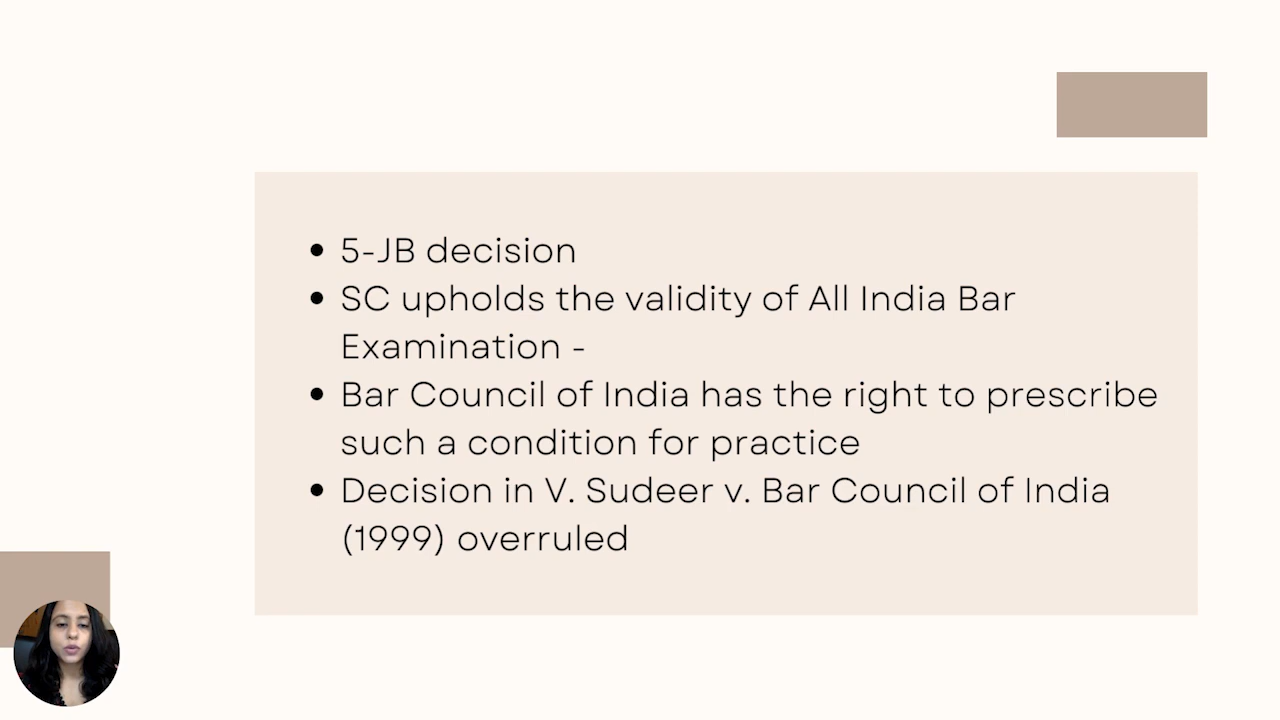 • 5-JB decision
• SC upholds the validity of All India Bar
Examination -
• Bar Council of India has the right to prescribe
such a condition for practice
• Decision in V. Sudeer v. Bar Council of India
(1999) overruled